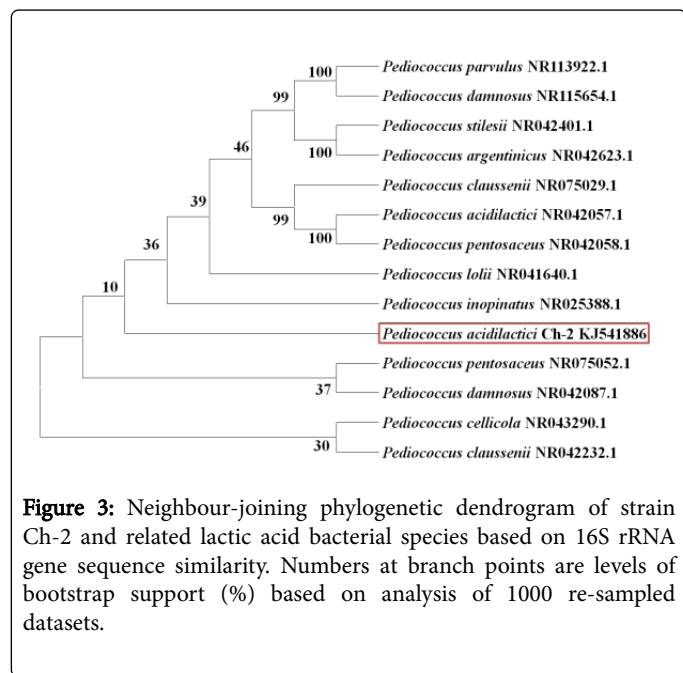 100
Pediococcus parvulus NR113922.1
99
Pediococcus damnosus NR115654.1
Pediococcus stilesii NR042401.1
46
100
Pediococcus argentinicus NR042623.1
Pediococcus claussenii NR075029.1
39
99
Pediococcus acidilactici NR042057.1
100
Pediococcus pentosaceus NR042058.1
36
Pediococcus lolii NR041640.1
10
Pediococcus inopinatus NR025388.1
Pediococcus acidilactici Ch-2 KJ541886
Pediococcus pentosaceus NR075052.1
37
Pediococcus damnosus NR042087.1
Pediococcus cellicola NR043290.1
30
Pediococcus claussenii NR042232.1
Figure 3: Neighbour-joining phylogenetic dendrogram of strain
Ch-2 and related lactic acid bacterial species based on 16S rRNA
gene sequence similarity. Numbers at branch points are levels of
bootstrap support (%) based on analysis of 1000 re-sampled
datasets.